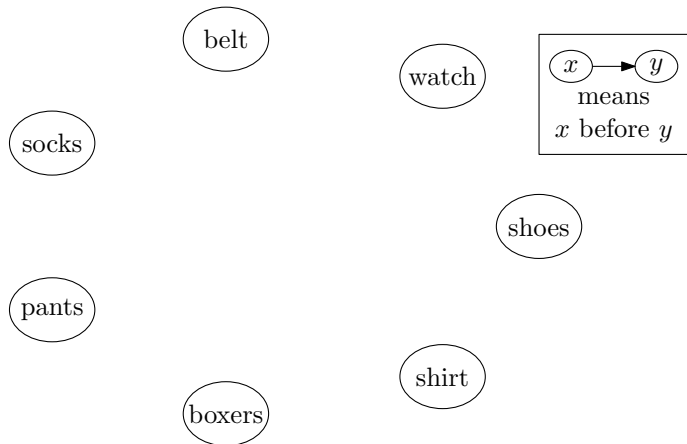 belt
watch
x y
means
x before y
socks
shoes
pants
shirt
boxers